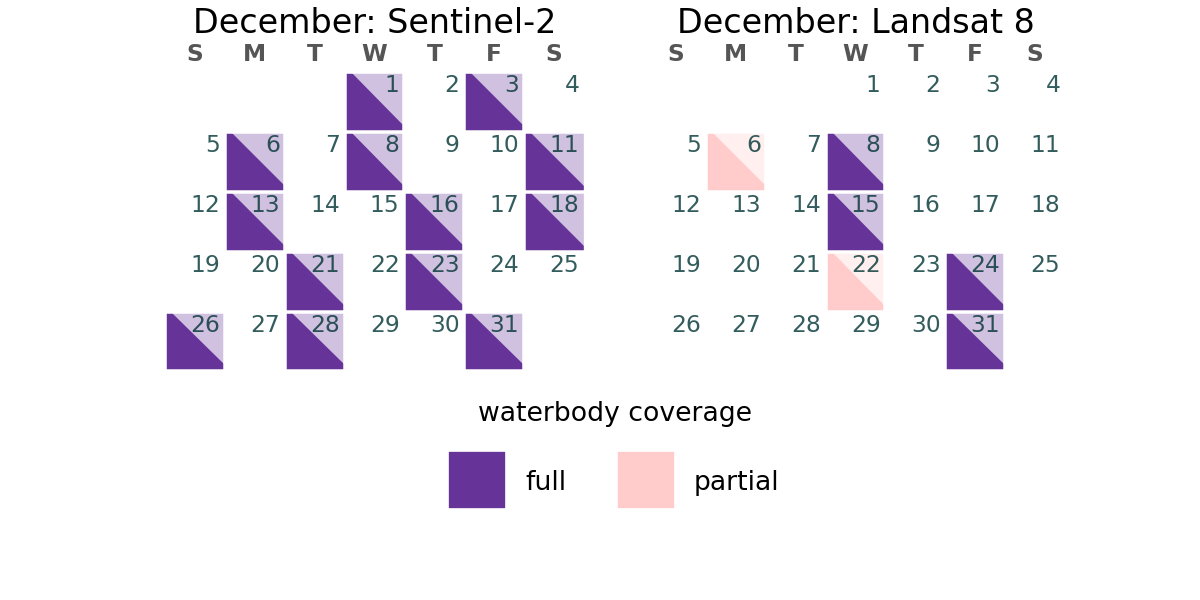 December: Sentinel-2
S M T W T F S
1 2 3 4
5 6 7 8 9 10 11
12 13 14 15 16 17 18
19 20 21 22 23 24 25
26 27 28 29 30 31
December: Landsat 8
S M T W T F S
1 2 3 4
5 6 7 8 9 10 11
12 13 14 15 16 17 18
19 20 21 22 23 24 25
26 27 28 29 30 31
waterbody coverage
full partial